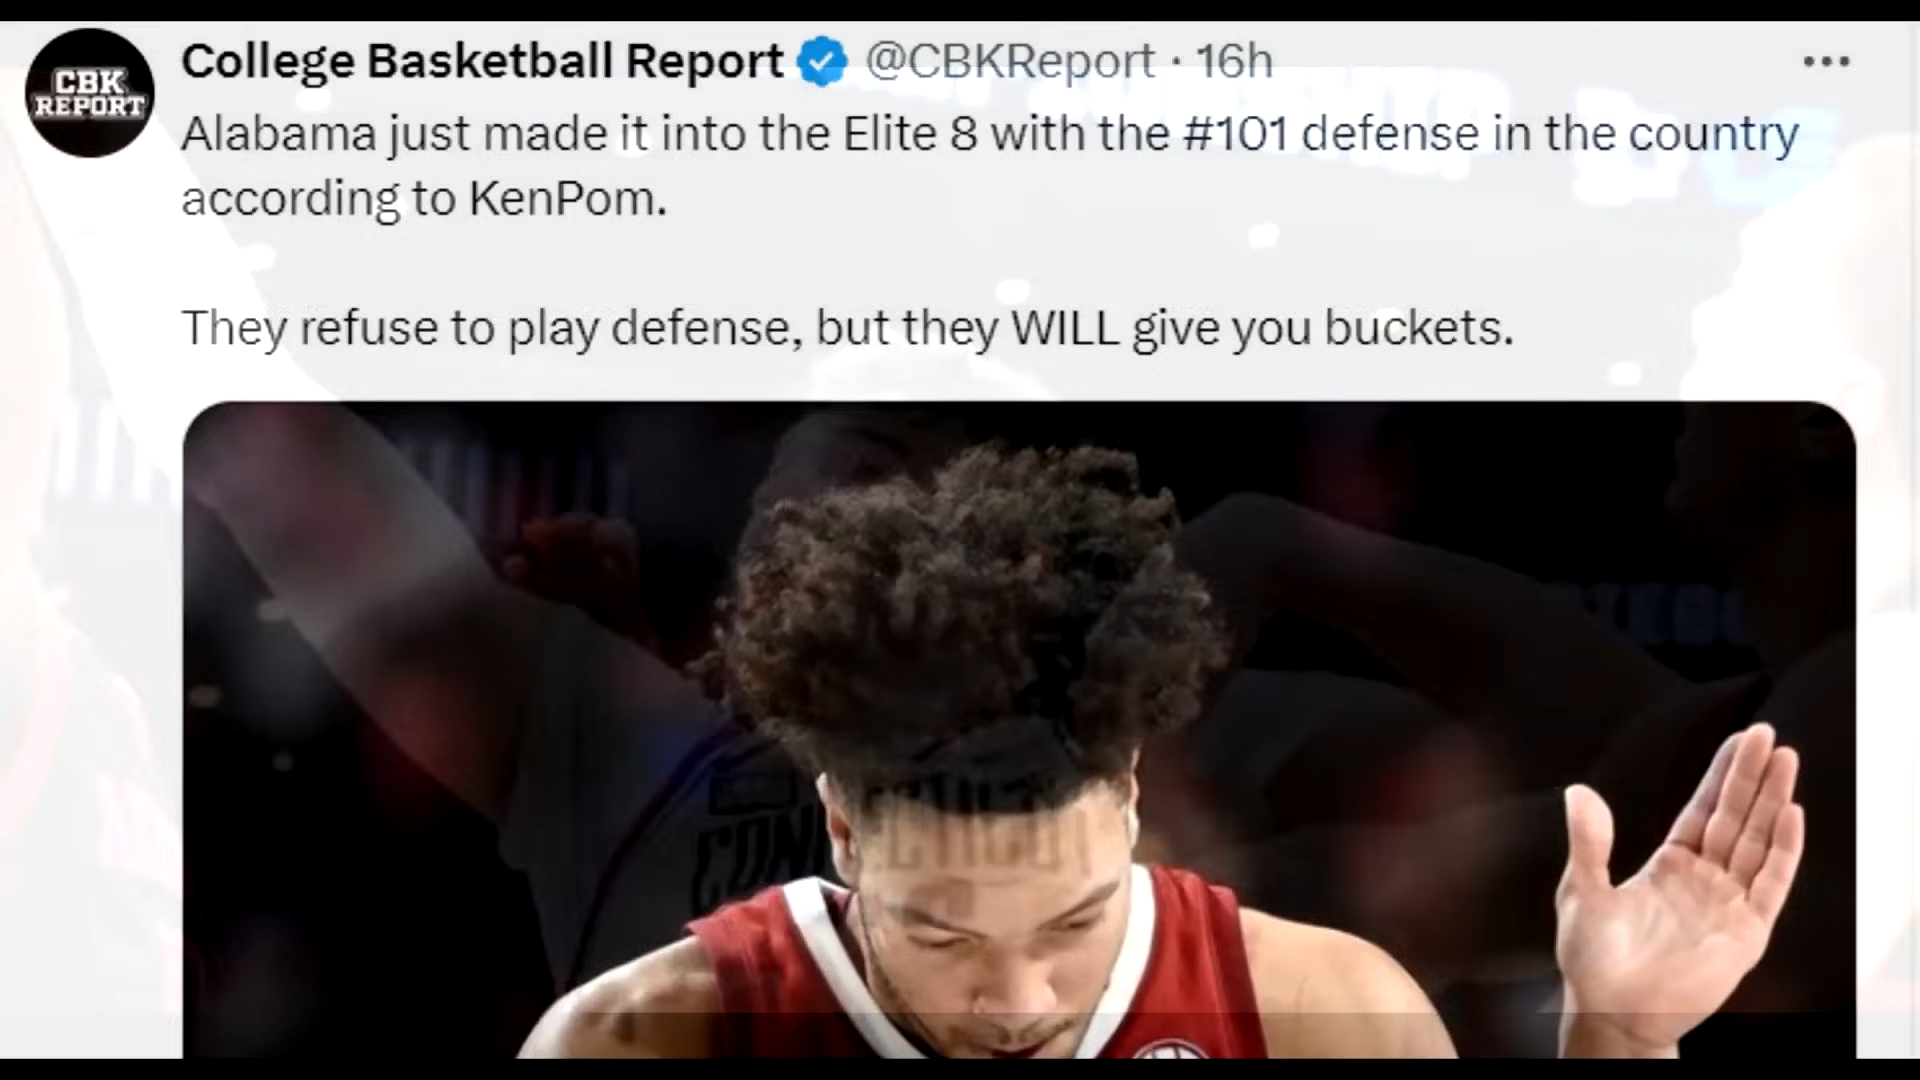 CBK
REPORT
College Basketball Report @CBKReport · 16h
Alabama just made it into the Elite 8 with the #101 defense in the country
according to KenPom.
They refuse to play defense, but they WILL give you buckets.